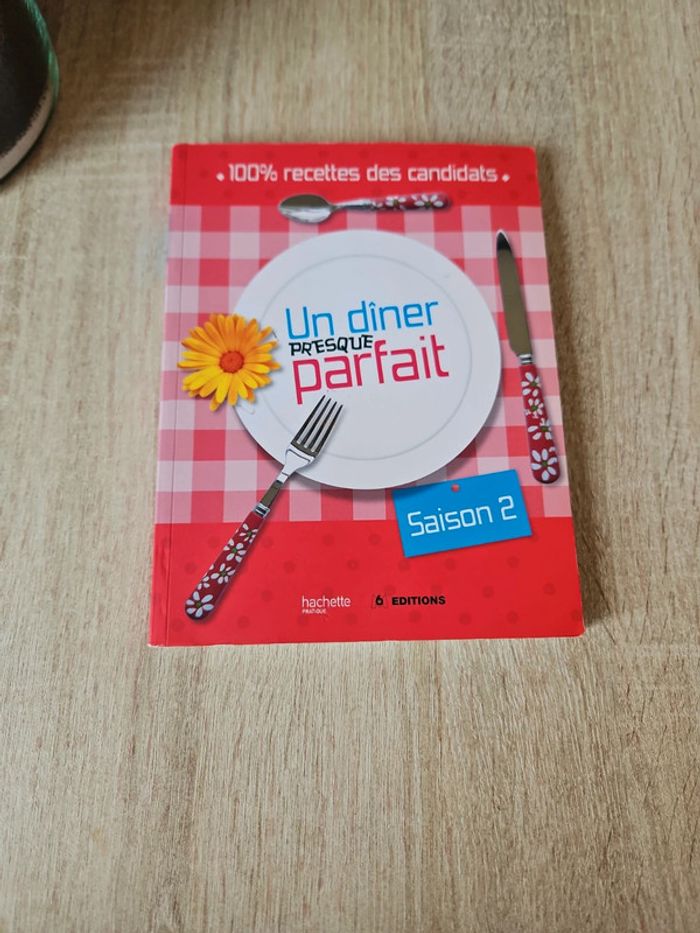 100% recettes des candidats
Un dîner
PRESQUE
parfait
Saison 2
hachette
PRATIQUE
6 EDITIONS